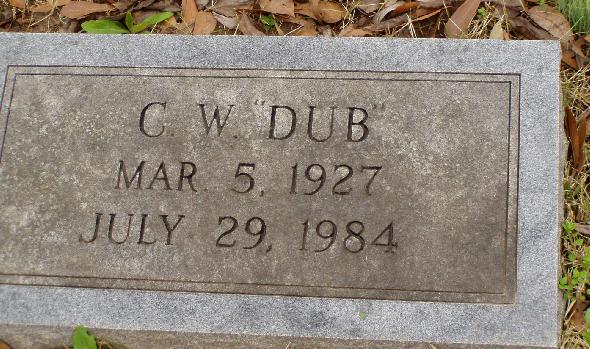 C. W. "DUB"
MAR. 5, 1927
JULY 29, 1984